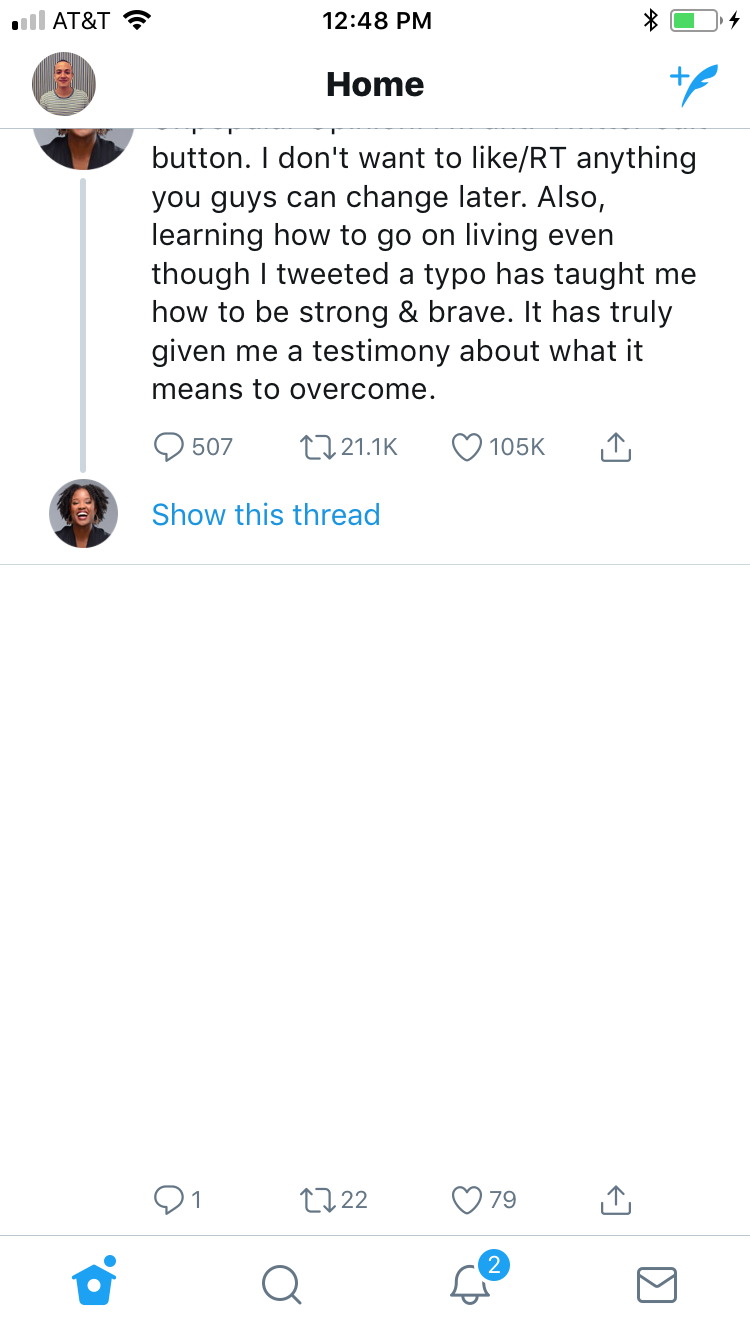 AT&T 12:48 PM
Home
button. I don't want to like/RT anything
you guys can change later. Also,
learning how to go on living even
though I tweeted a typo has taught me
how to be strong & brave. It has truly
given me a testimony about what it
means to overcome.
507 21.1K 105K
Show this thread
1 22 79
2